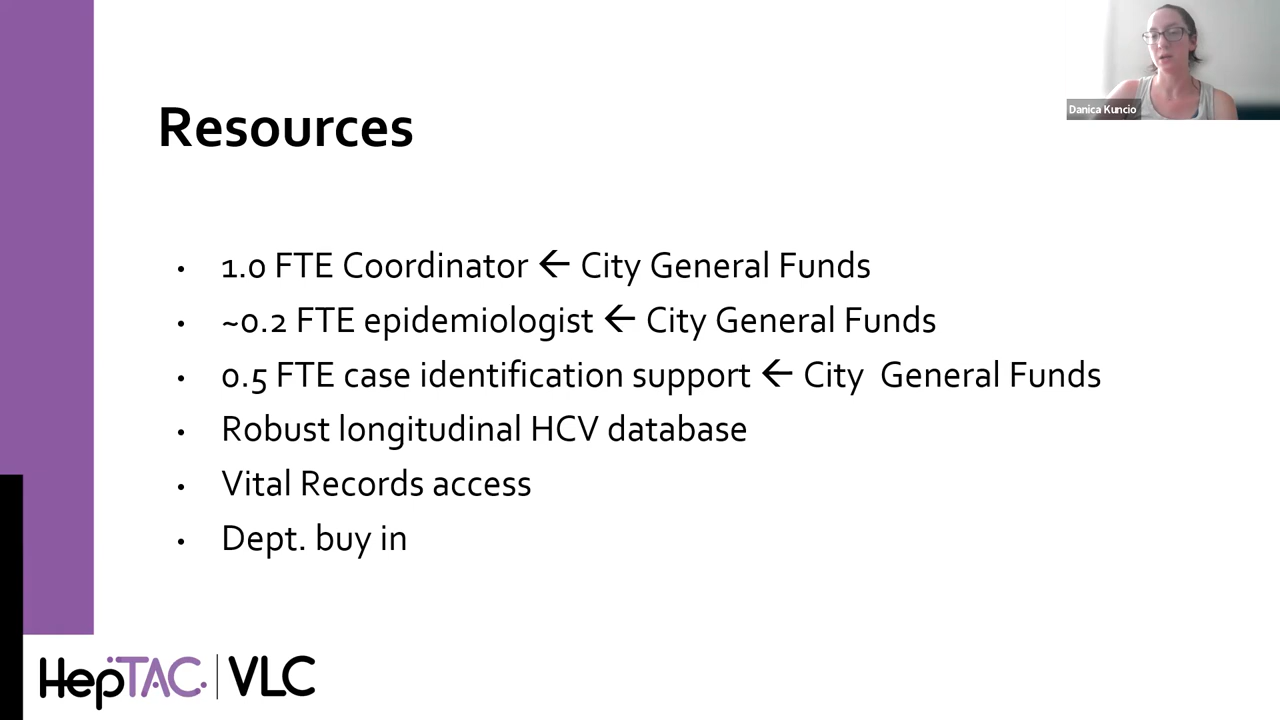 Danica Kuncio
Resources
• 1.0 FTE Coordinator ← City General Funds
• ~0.2 FTE epidemiologist ← City General Funds
• 0.5 FTE case identification support ← City  General Funds
• Robust longitudinal HCV database
• Vital Records access
• Dept. buy in
HepTAC | VLC